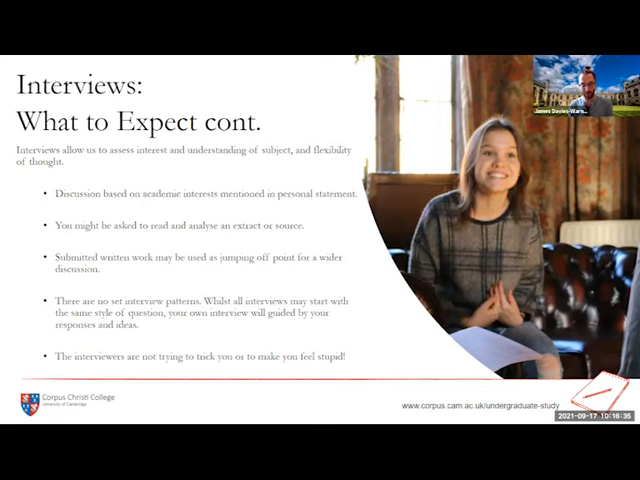 Interviews:
What to Expect cont.
Interviews allow us to assess interest and understanding of subject, and flexibility
of thought.
• Discussion based on academic interests mentioned in personal statement.
• You might be asked to read and analyse an extract or source.
• Submitted written work may be used as jumping off point for a wider
discussion.
• There are no set interview patterns. Whilst all interviews may start with
the same style of question, your own interview will guided by your
responses and ideas.
• The interviewers are not trying to trick you or to make you feel stupid!
James Davies-Warn...
Corpus Christi College
University of Cambridge
www.corpus.cam.ac.uk/undergraduate-study
2021-09-17 10:16:35